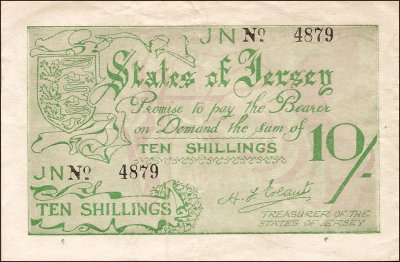 JN Nº 4879
States of Jersey
Promise to pay the Bearer
on Demand the sum of
TEN SHILLINGS
10/-
JN Nº 4879
TEN SHILLINGS
H. F. Ereaut
TREASURER OF THE
STATES OF JERSEY.